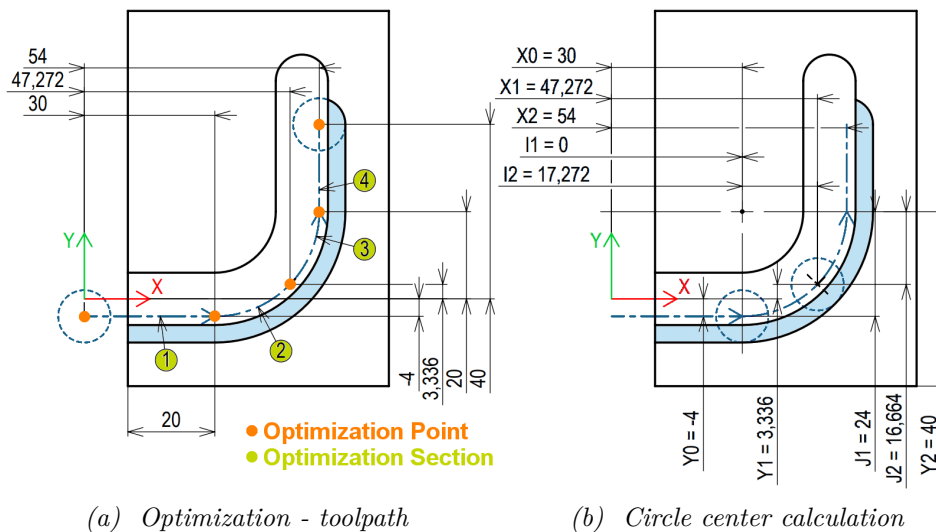 54
47,272
30
Y
X
1
2
3
4
-4
3,336
20
40
20
Optimization Point
Optimization Section
(a) Optimization - toolpath
X0 = 30
X1 = 47,272
X2 = 54
I1 = 0
I2 = 17,272
Y
X
Y0 = -4
Y1 = 3,336
J1 = 24
J2 = 16,664
Y2 = 40
(b) Circle center calculation